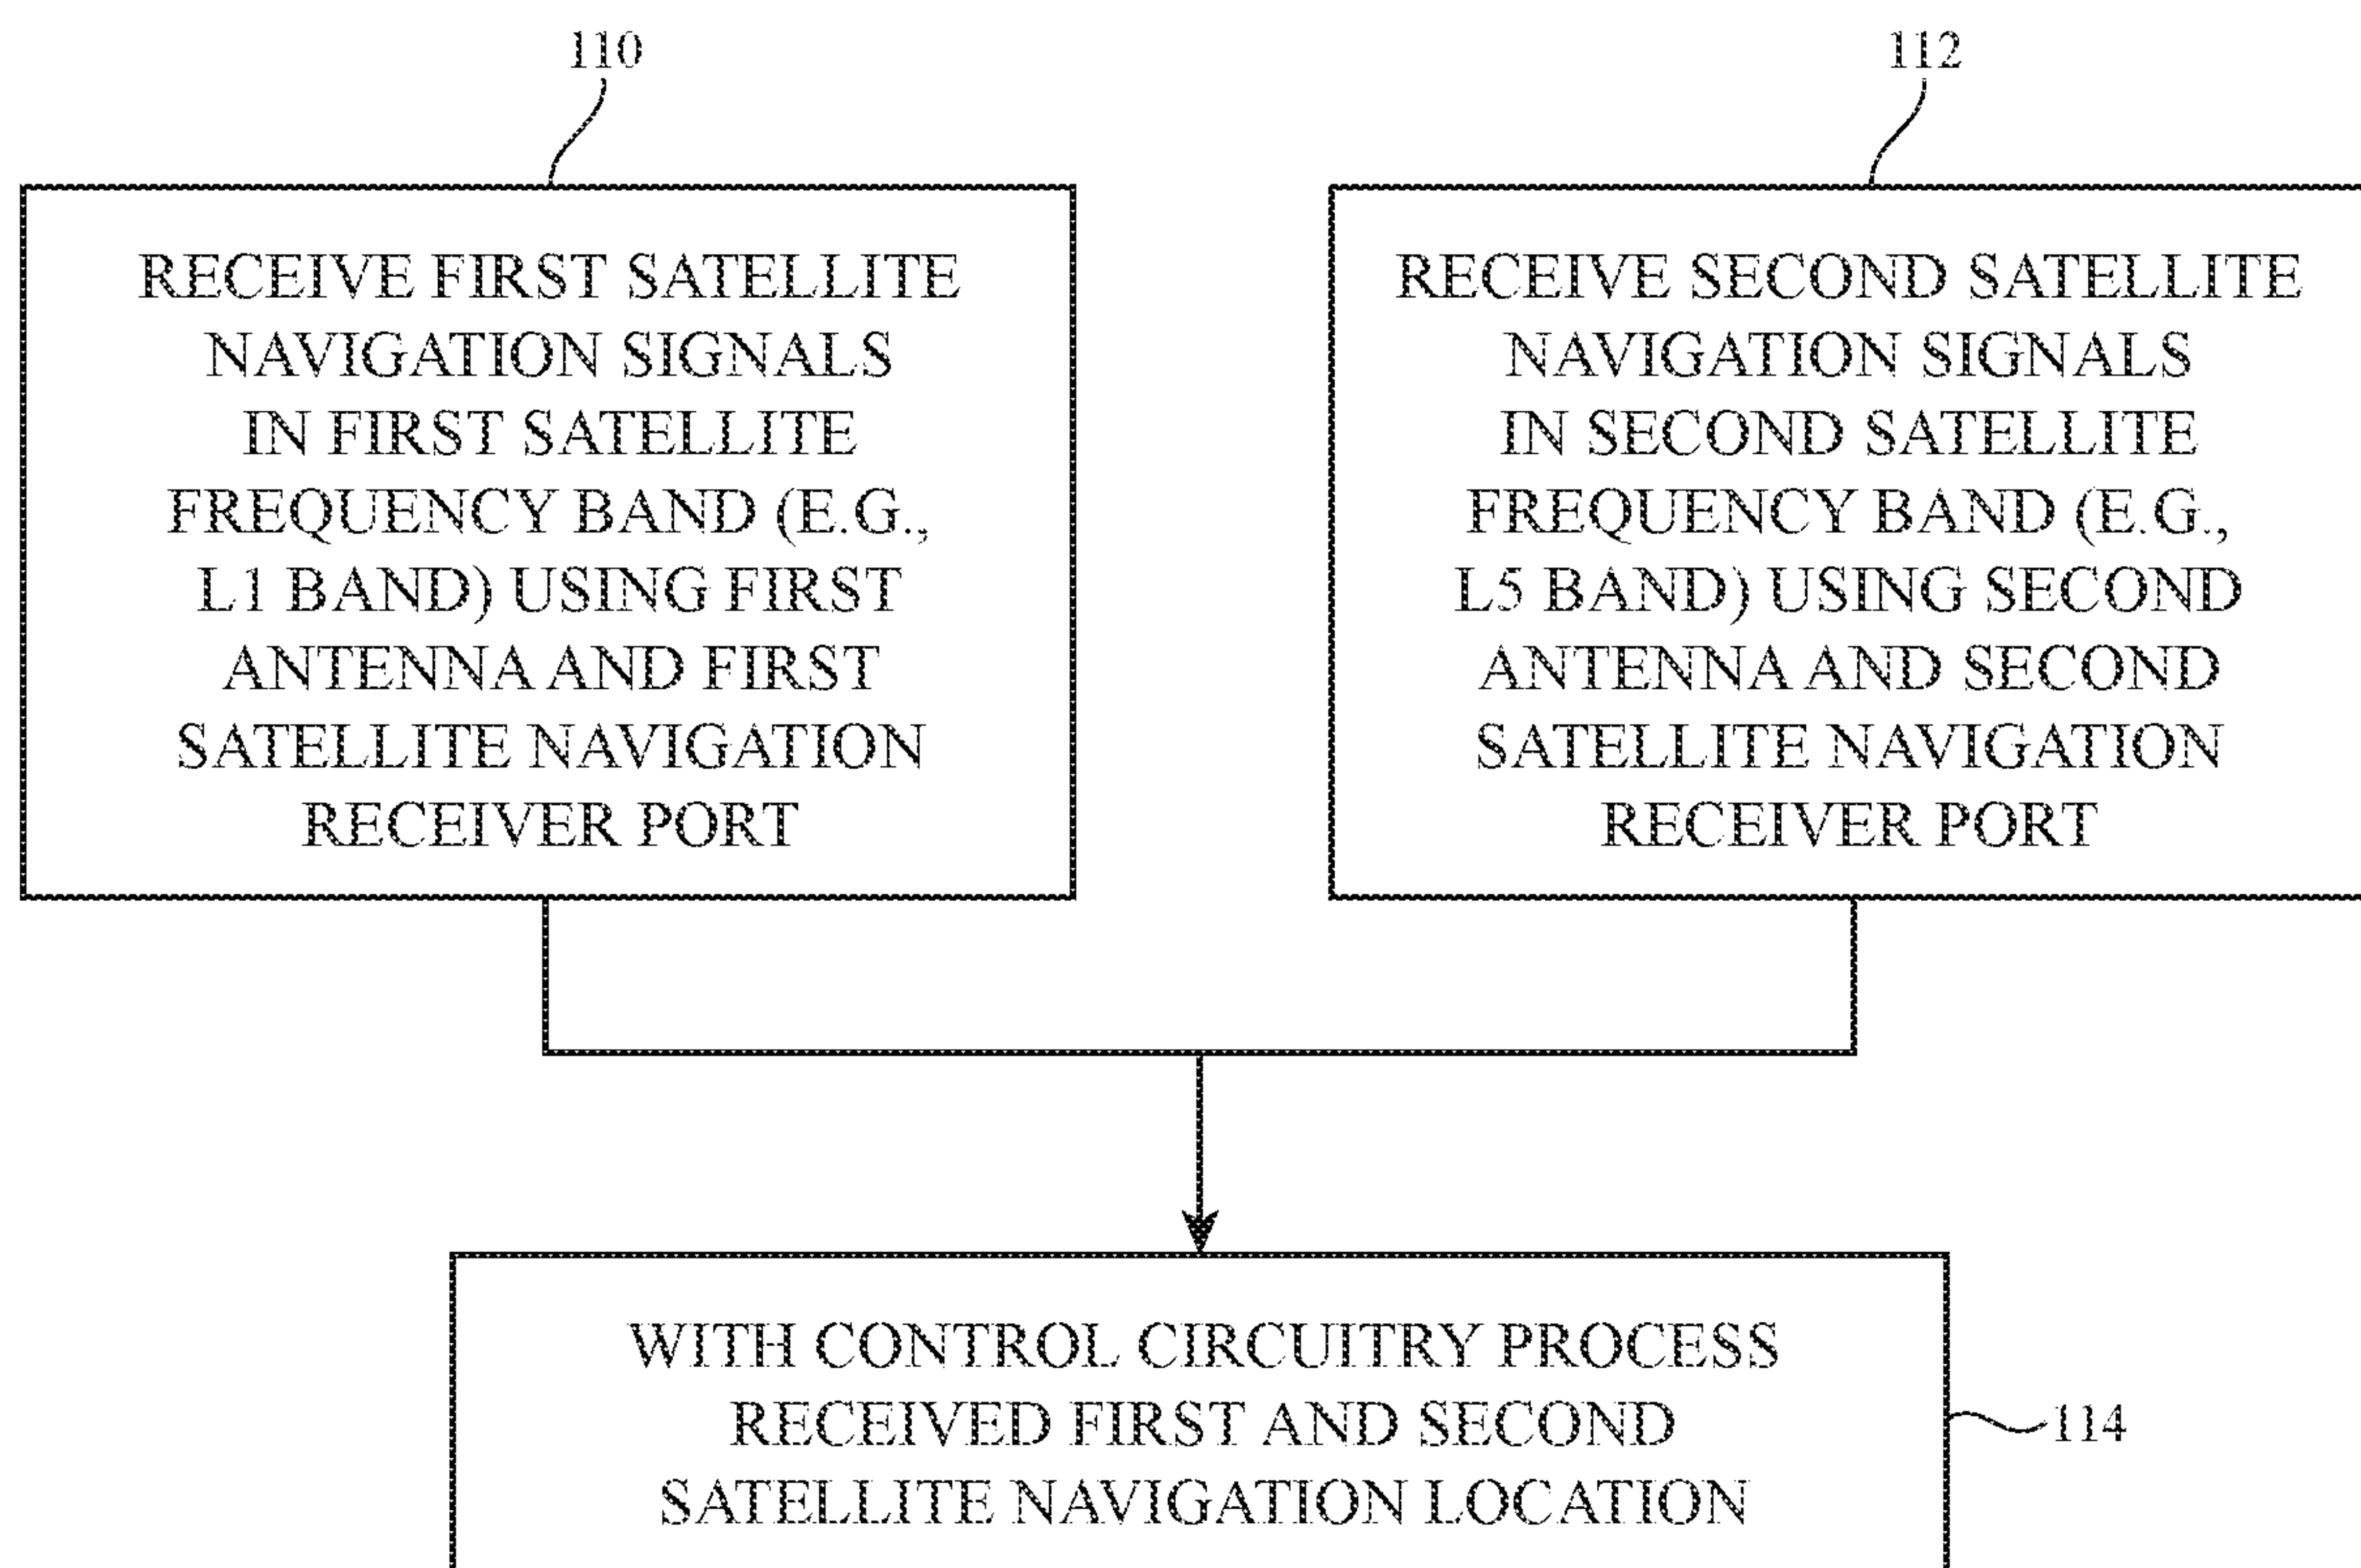 110
RECEIVE FIRST SATELLITE
NAVIGATION SIGNALS
IN FIRST SATELLITE
FREQUENCY BAND (E.G.,
L1 BAND) USING FIRST
ANTENNA AND FIRST
SATELLITE NAVIGATION
RECEIVER PORT
112
RECEIVE SECOND SATELLITE
NAVIGATION SIGNALS
IN SECOND SATELLITE
FREQUENCY BAND (E.G.,
L5 BAND) USING SECOND
ANTENNA AND SECOND
SATELLITE NAVIGATION
RECEIVER PORT
WITH CONTROL CIRCUITRY PROCESS
RECEIVED FIRST AND SECOND
SATELLITE NAVIGATION LOCATION
114